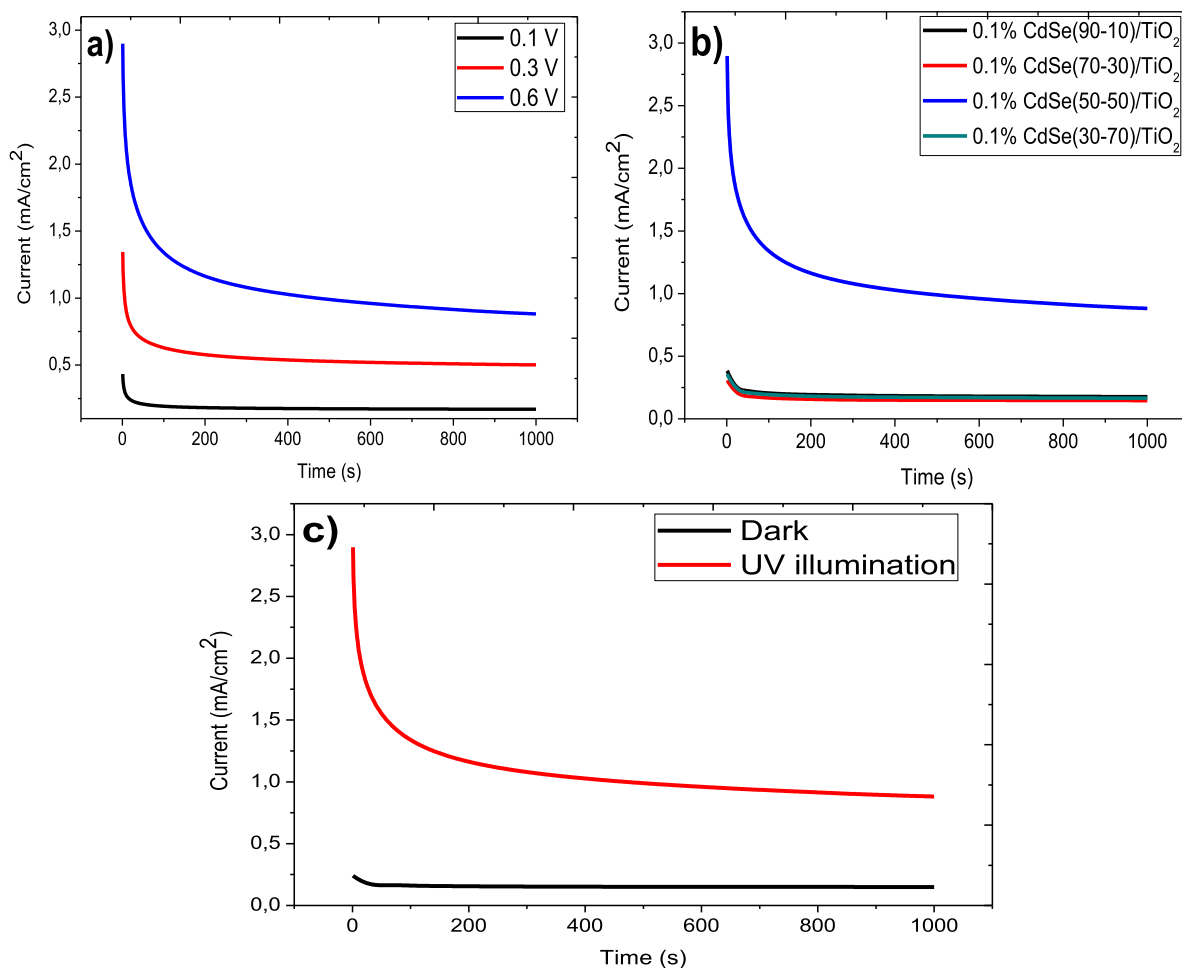 a)
0.1 V
0.3 V
0.6 V
3,0
2,5
2,0
1,5
1,0
0,5
Current (mA/cm²)
0 200 400 600 800 1000
Time (s)
b)
0.1% CdSe(90-10)/TiO₂
0.1% CdSe(70-30)/TiO₂
0.1% CdSe(50-50)/TiO₂
0.1% CdSe(30-70)/TiO₂
3,0
2,5
2,0
1,5
1,0
0,5
0,0
Current (mA/cm²)
0 200 400 600 800 1000
Time (s)
c)
Dark
UV illumination
3,0
2,5
2,0
1,5
1,0
0,5
0,0
Current (mA/cm²)
0 200 400 600 800 1000
Time (s)